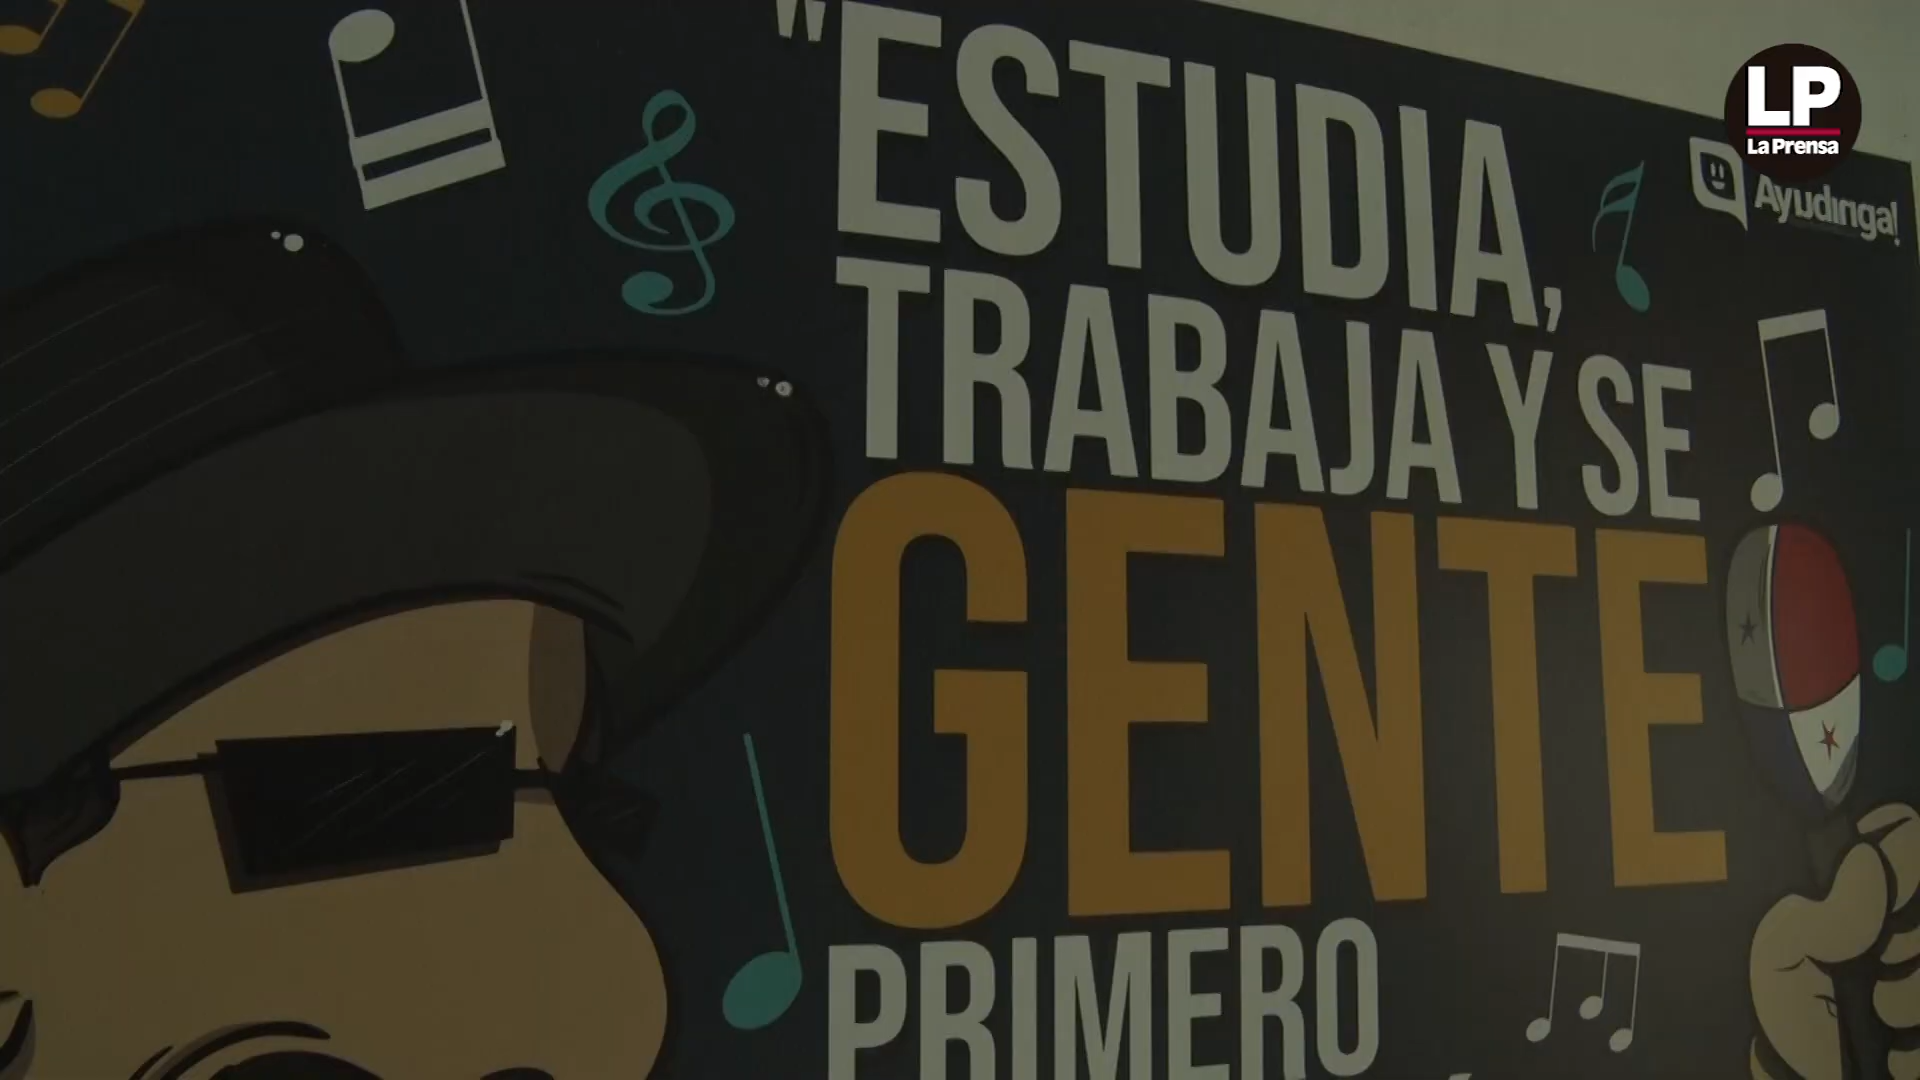 "ESTUDIA,
TRABAJA Y SE
GENTE
PRIMERO
LP
La Prensa
Ayudinga!